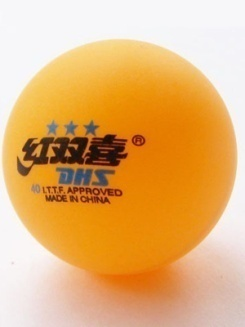 ★★★
红双喜®
DHS
40 I.T.T.F. APPROVED
MADE IN CHINA